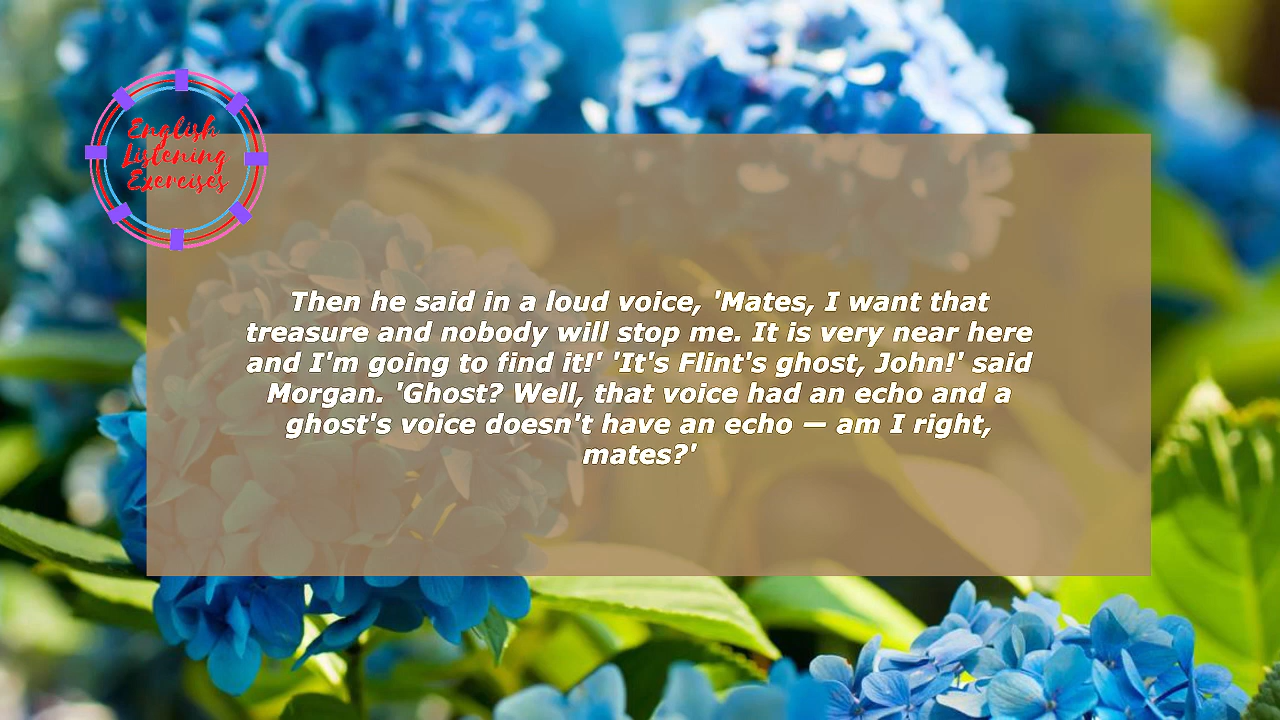 English
Listening
Exercises
Then he said in a loud voice, 'Mates, I want that
treasure and nobody will stop me. It is very near here
and I'm going to find it!' 'It's Flint's ghost, John!' said
Morgan. 'Ghost? Well, that voice had an echo and a
ghost's voice doesn't have an echo — am I right,
mates?'